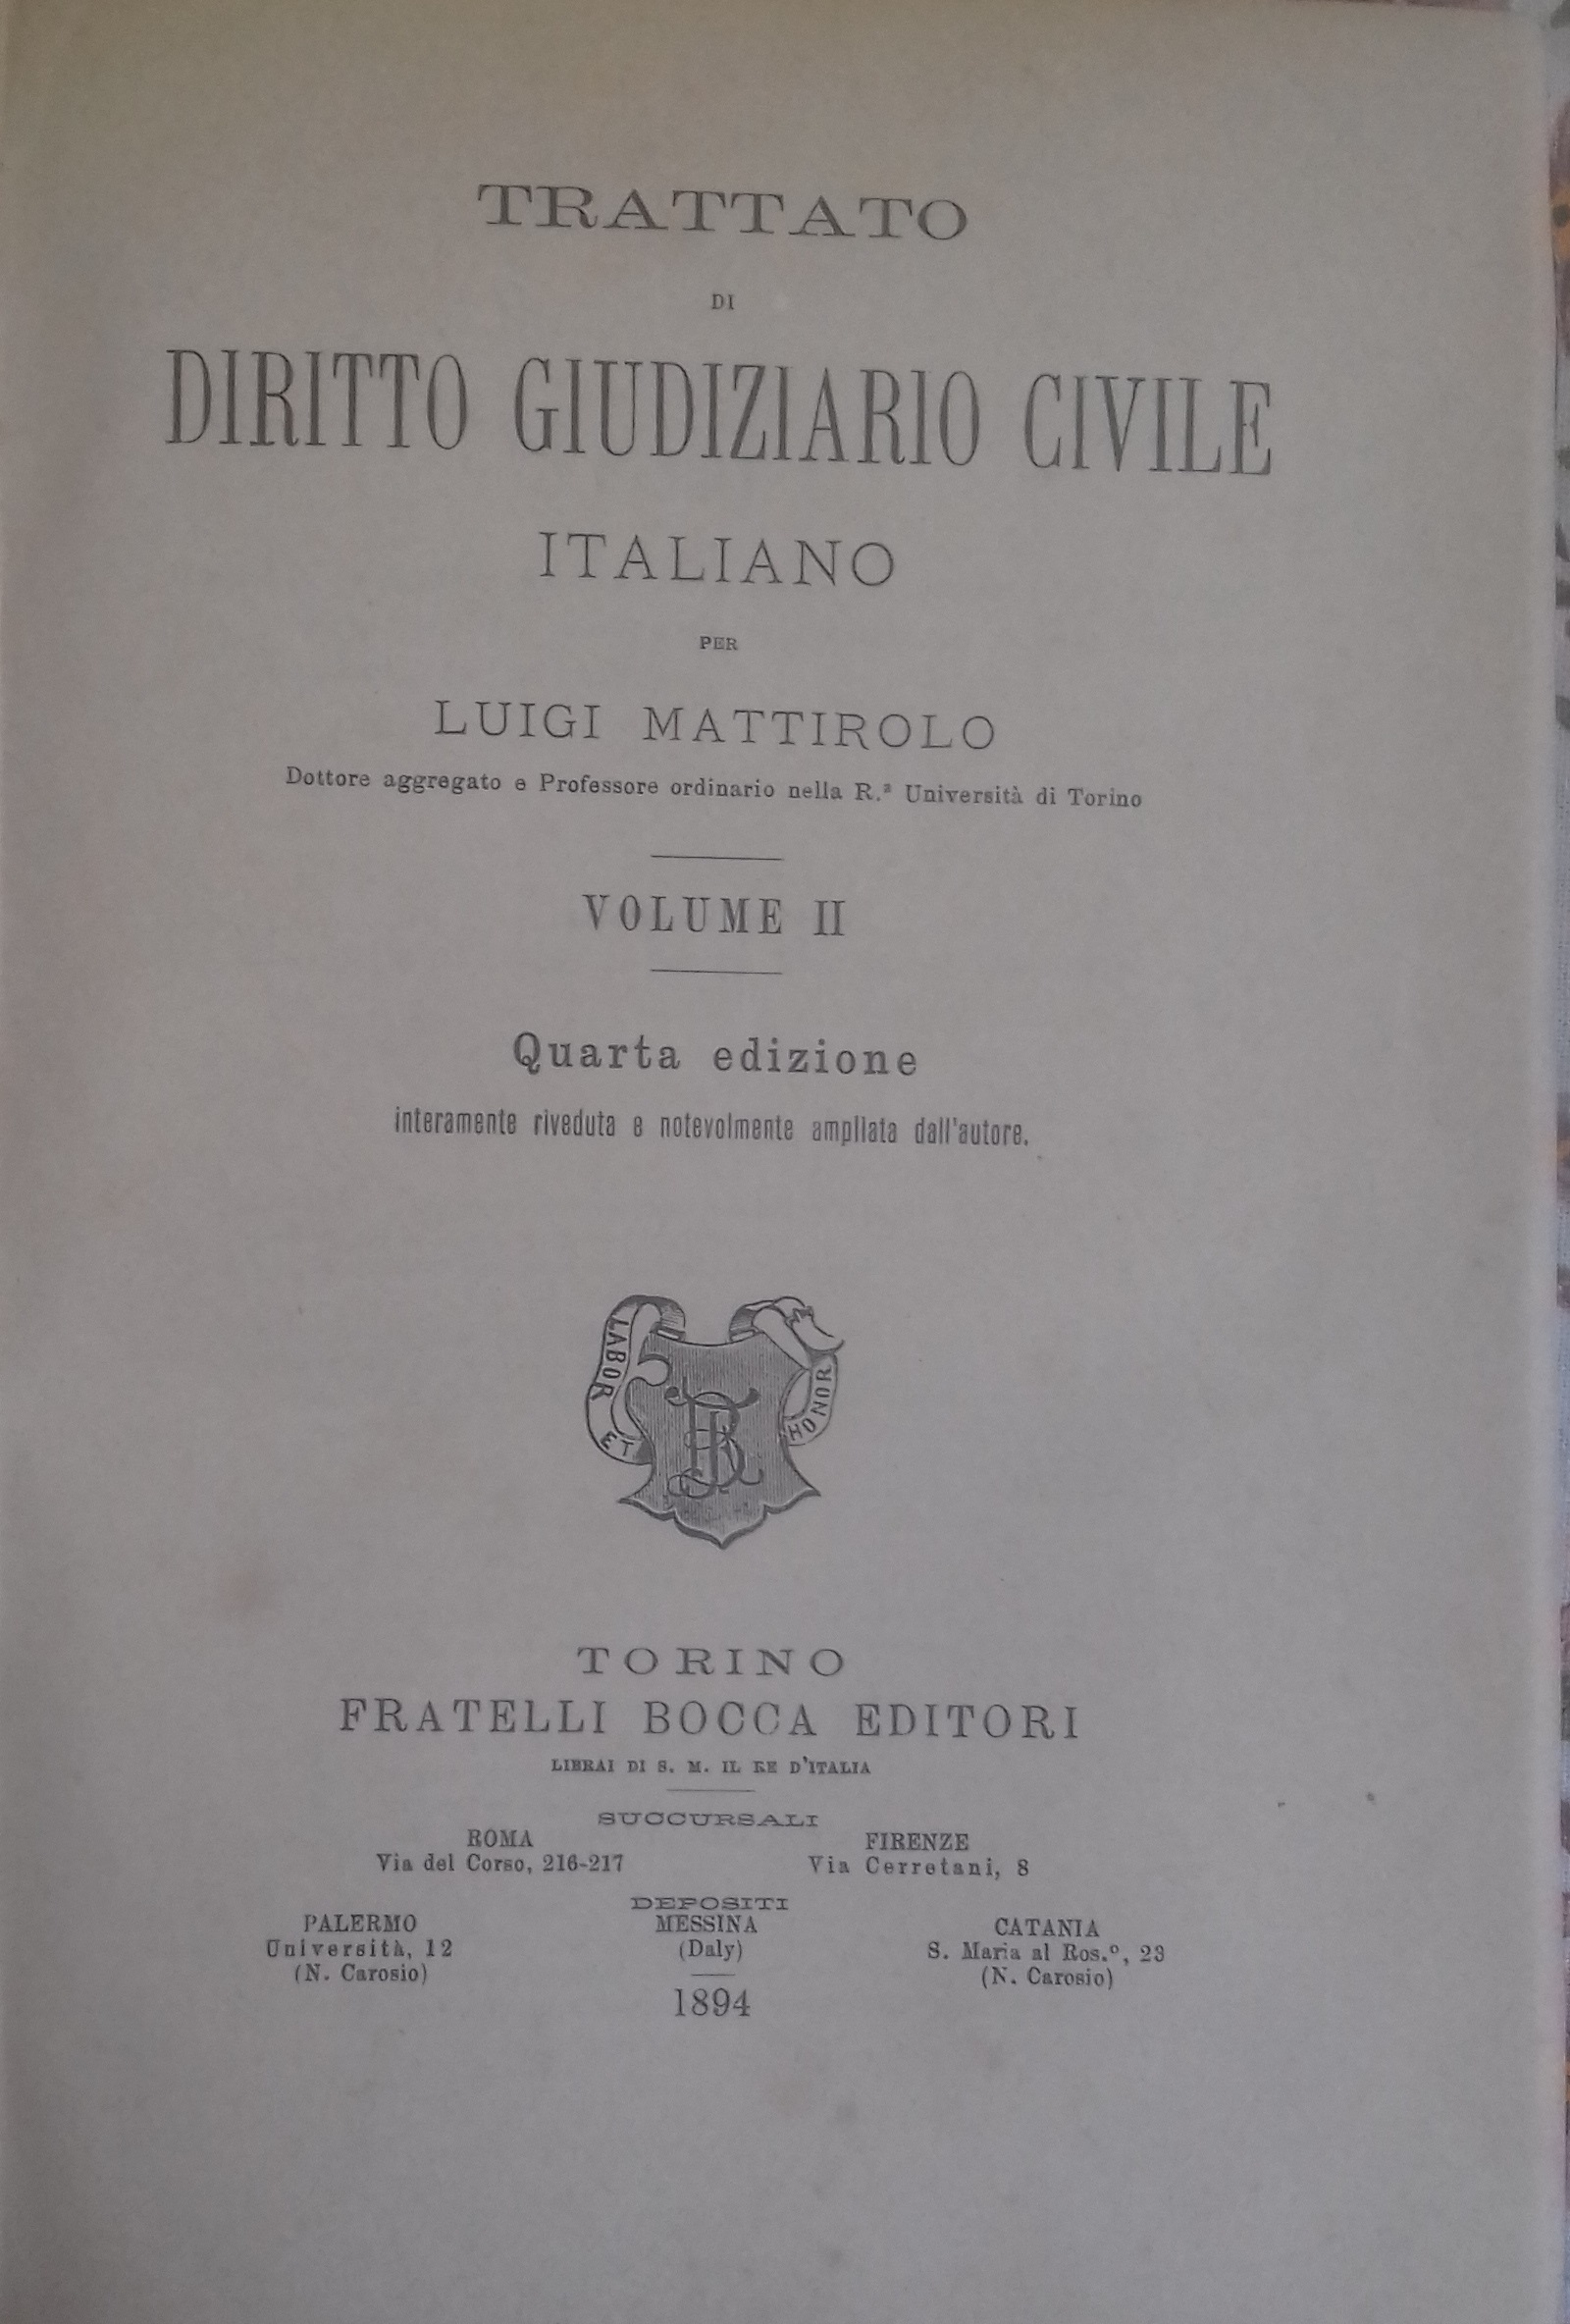 TRATTATO
DI
DIRITTO GIUDIZIARIO CIVILE
ITALIANO
PER
LUIGI MATTIROLO
Dottore aggregato e Professore ordinario nella R.ª Università di Torino
VOLUME II
Quarta edizione
interamente riveduta e notevolmente ampliata dall'autore.
LABOR ET HONOR
TORINO
FRATELLI BOCCA EDITORI
LIBRAI DI S. M. IL RE D'ITALIA
SUCCURSALI
ROMA FIRENZE
Via del Corso, 216-217 Via Cerretani, 8
DEPOSITI
PALERMO MESSINA CATANIA
Università, 12 (Daly) S. Maria al Ros.º, 23
(N. Carosio) (N. Carosio)
1894